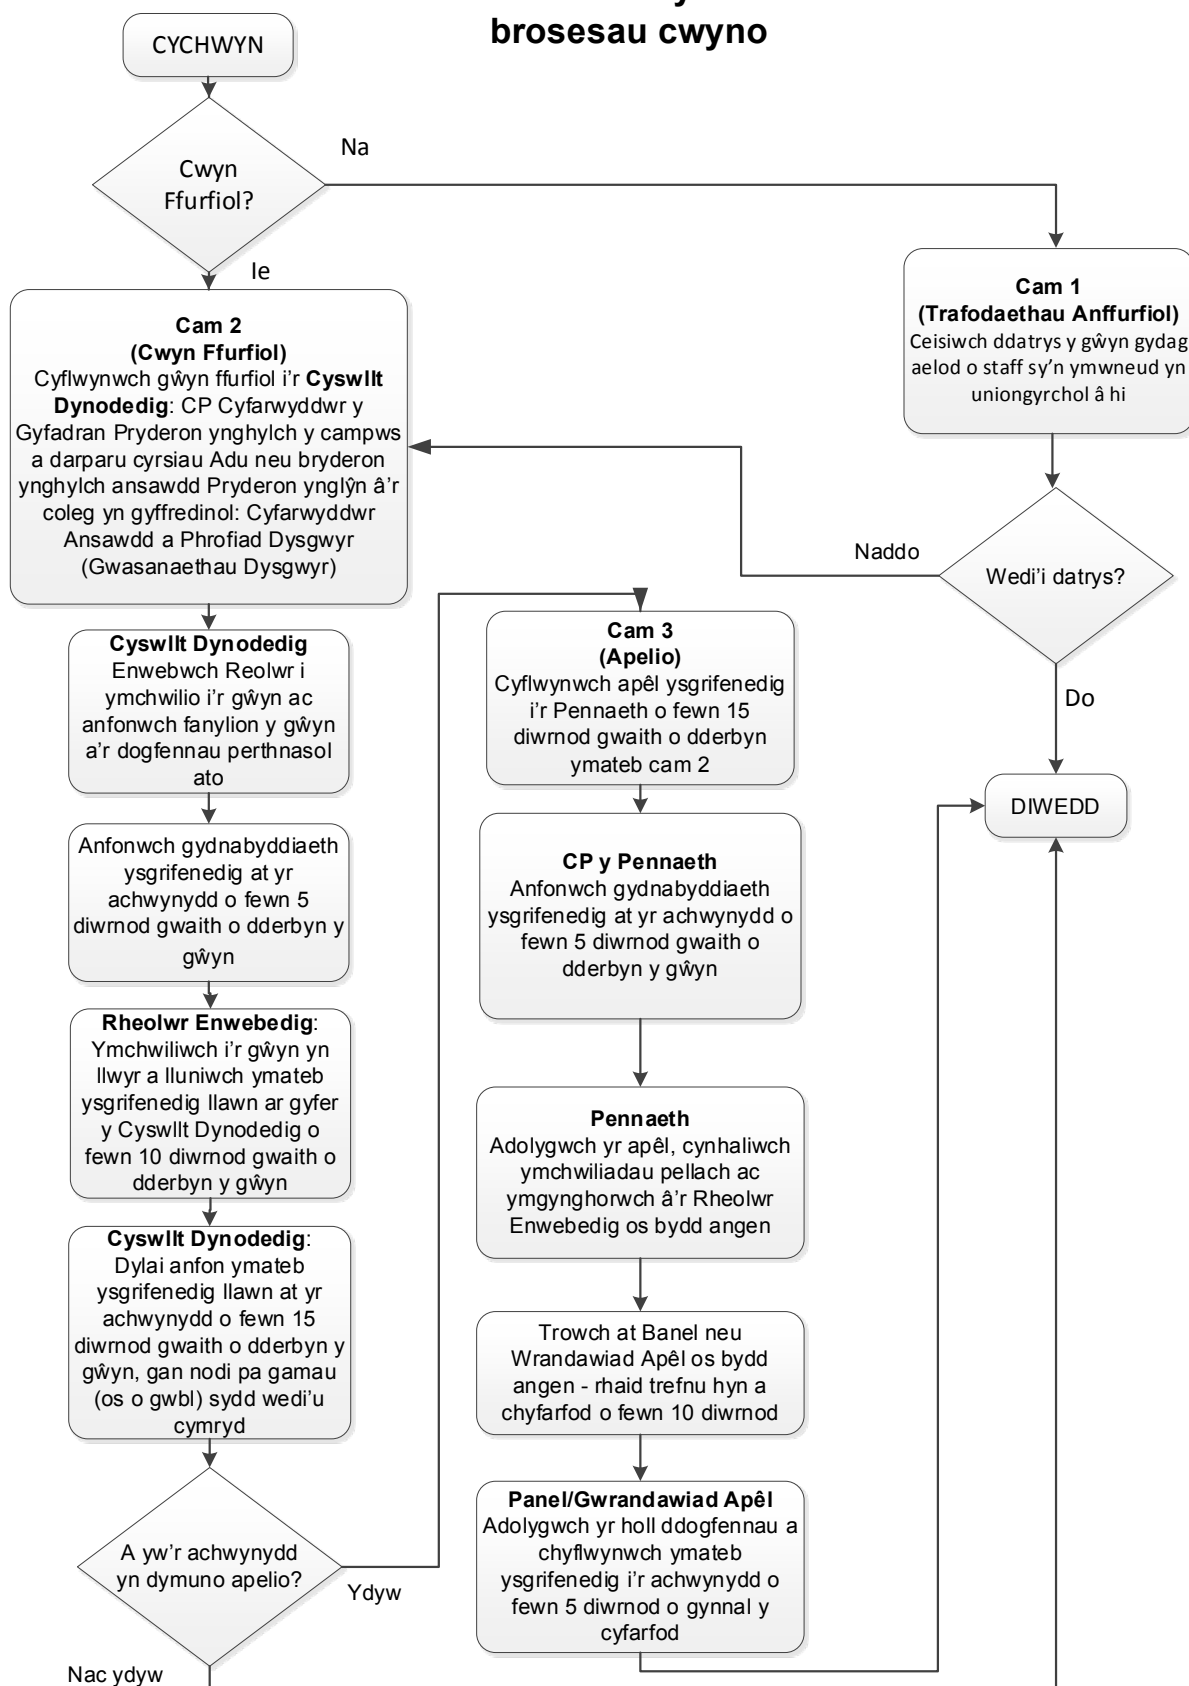 brosesau cwyno
CYCHWYN
Cwyn
Ffurfiol?
Na
Ie
Cam 1
(Trafodaethau Anffurfiol)
Ceisiwch ddatrys y gŵyn gydag
aelod o staff sy'n ymwneud yn
uniongyrchol â hi
Wedi'i datrys?
Naddo
Do
DIWEDD
Cam 2
(Cwyn Ffurfiol)
Cyflwynwch gŵyn ffurfiol i'r Cyswllt
Dynodedig: CP Cyfarwyddwr y
Gyfadran Pryderon ynghylch y campws
a darparu cyrsiau Adu neu bryderon
ynghylch ansawdd Pryderon ynglŷn â'r
coleg yn gyffredinol: Cyfarwyddwr
Ansawdd a Phrofiad Dysgwyr
(Gwasanaethau Dysgwyr)
Cyswllt Dynodedig
Enwebwch Reolwr i
ymchwilio i'r gŵyn ac
anfonwch fanylion y gŵyn
a'r dogfennau perthnasol
ato
Anfonwch gydnabyddiaeth
ysgrifenedig at yr
achwynydd o fewn 5
diwrnod gwaith o dderbyn y
gŵyn
Rheolwr Enwebedig:
Ymchwiliwch i'r gŵyn yn
llwyr a lluniwch ymateb
ysgrifenedig llawn ar gyfer
y Cyswllt Dynodedig o
fewn 10 diwrnod gwaith o
dderbyn y gŵyn
Cyswllt Dynodedig:
Dylai anfon ymateb
ysgrifenedig llawn at yr
achwynydd o fewn 15
diwrnod gwaith o dderbyn y
gŵyn, gan nodi pa gamau
(os o gwbl) sydd wedi'u
cymryd
A yw'r achwynydd
yn dymuno apelio?
Ydyw
Nac ydyw
Cam 3
(Apelio)
Cyflwynwch apêl ysgrifenedig
i'r Pennaeth o fewn 15
diwrnod gwaith o dderbyn
ymateb cam 2
CP y Pennaeth
Anfonwch gydnabyddiaeth
ysgrifenedig at yr achwynydd o
fewn 5 diwrnod gwaith o
dderbyn y gŵyn
Pennaeth
Adolygwch yr apêl, cynhaliwch
ymchwiliadau pellach ac
ymgynghorwch â'r Rheolwr
Enwebedig os bydd angen
Trowch at Banel neu
Wrandawiad Apêl os bydd
angen - rhaid trefnu hyn a
chyfarfod o fewn 10 diwrnod
Panel/Gwrandawiad Apêl
Adolygwch yr holl ddogfennau a
chyflwynwch ymateb
ysgrifenedig i'r achwynydd o
fewn 5 diwrnod o gynnal y
cyfarfod